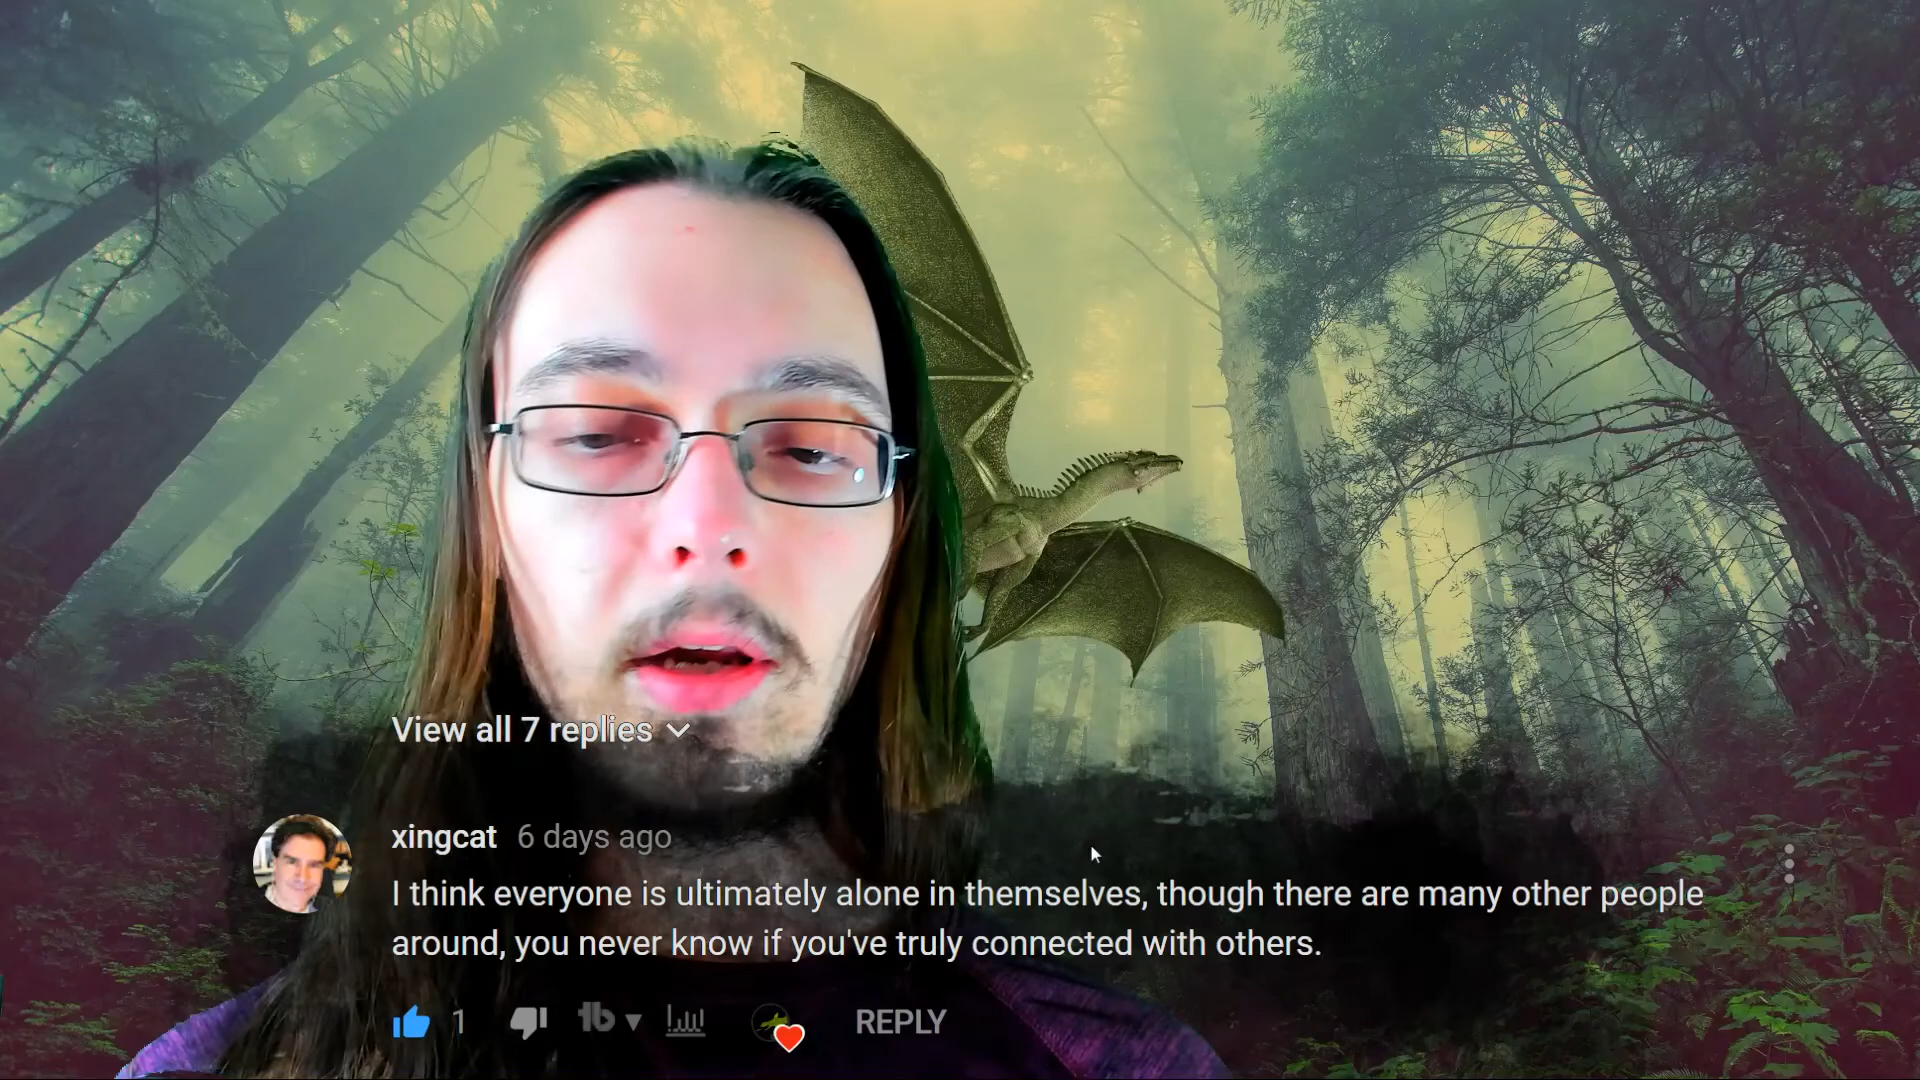 View all 7 replies
xingcat 6 days ago
I think everyone is ultimately alone in themselves, though there are many other people
around, you never know if you've truly connected with others.
1 tb REPLY